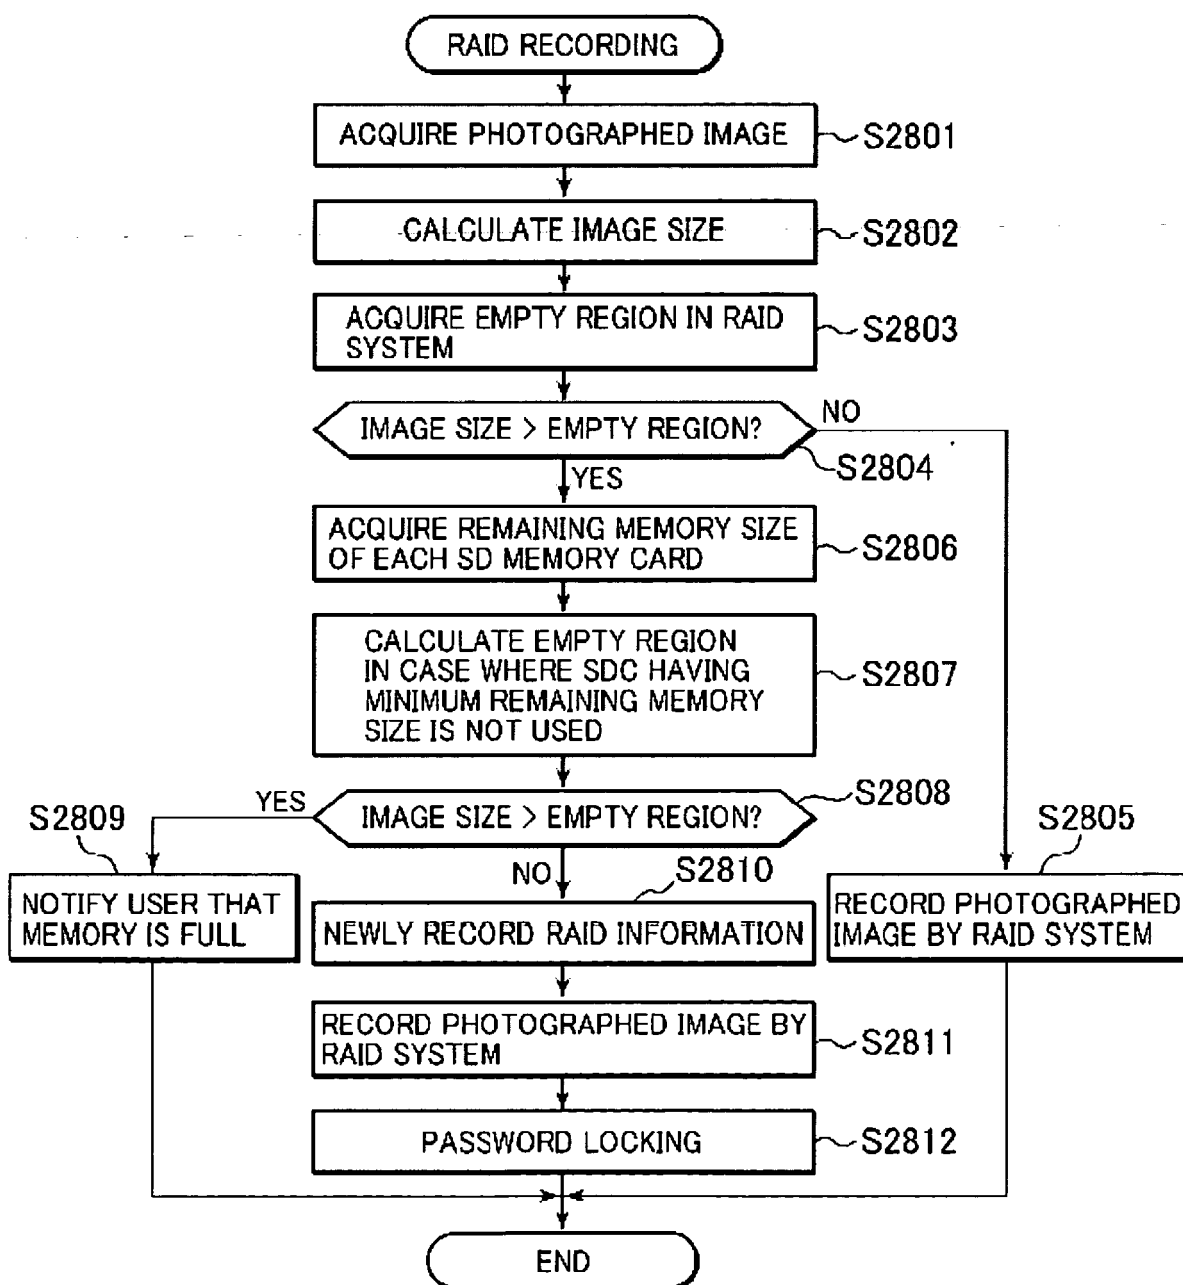 RAID RECORDING
ACQUIRE PHOTOGRAPHED IMAGE
S2801
CALCULATE IMAGE SIZE
S2802
ACQUIRE EMPTY REGION IN RAID
SYSTEM
S2803
IMAGE SIZE > EMPTY REGION?
NO
S2804
YES
ACQUIRE REMAINING MEMORY SIZE
OF EACH SD MEMORY CARD
S2806
CALCULATE EMPTY REGION
IN CASE WHERE SDC HAVING
MINIMUM REMAINING MEMORY
SIZE IS NOT USED
S2807
YES
IMAGE SIZE > EMPTY REGION?
S2808
S2809
NOTIFY USER THAT
MEMORY IS FULL
NO
S2810
NEWLY RECORD RAID INFORMATION
S2805
RECORD PHOTOGRAPHED
IMAGE BY RAID SYSTEM
RECORD PHOTOGRAPHED IMAGE BY
RAID SYSTEM
S2811
PASSWORD LOCKING
S2812
END